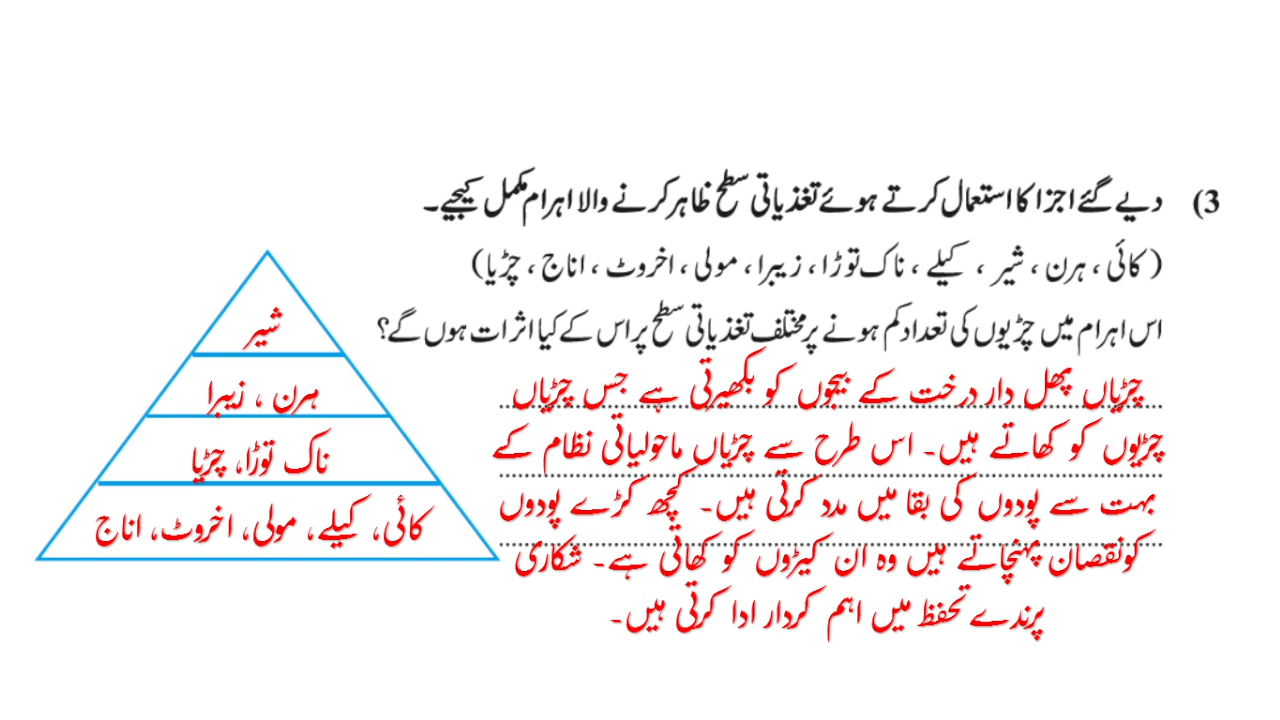 3) دیے گئے اجزا کا استعمال کرتے ہوئے تغذیاتی سطح ظاہر کرنے والا اہرام مکمل کیجیے۔
( کائی ، ہرن ، شیر ، کیلے ، ناک توڑا ، زیبرا ، مولی ، اخروٹ ، اناج ، چڑیا)
اس اہرام میں چڑیوں کی تعداد کم ہونے پر مختلف تغذیاتی سطح پر اس کے کیا اثرات ہوں گے؟
چڑیاں پھل دار درخت کے بیجوں کو بکھیرتی ہے جس چڑیاں
چڑیوں کو کھاتے ہیں۔ اس طرح سے چڑیاں ماحولیاتی نظام کے
بہت سے پودوں کی بقا میں مدد کرتی ہیں۔ کچھ کڑے پودوں
کونقصان پہنچاتے ہیں وہ ان کیڑوں کو کھاتی ہے۔ شکاری
پرندے تحفظ میں اہم کردار ادا کرتی ہیں۔
شیر
ہرن ، زیبرا
ناک توڑا، چڑیا
کائی، کیلے، مولی، اخروٹ، اناج